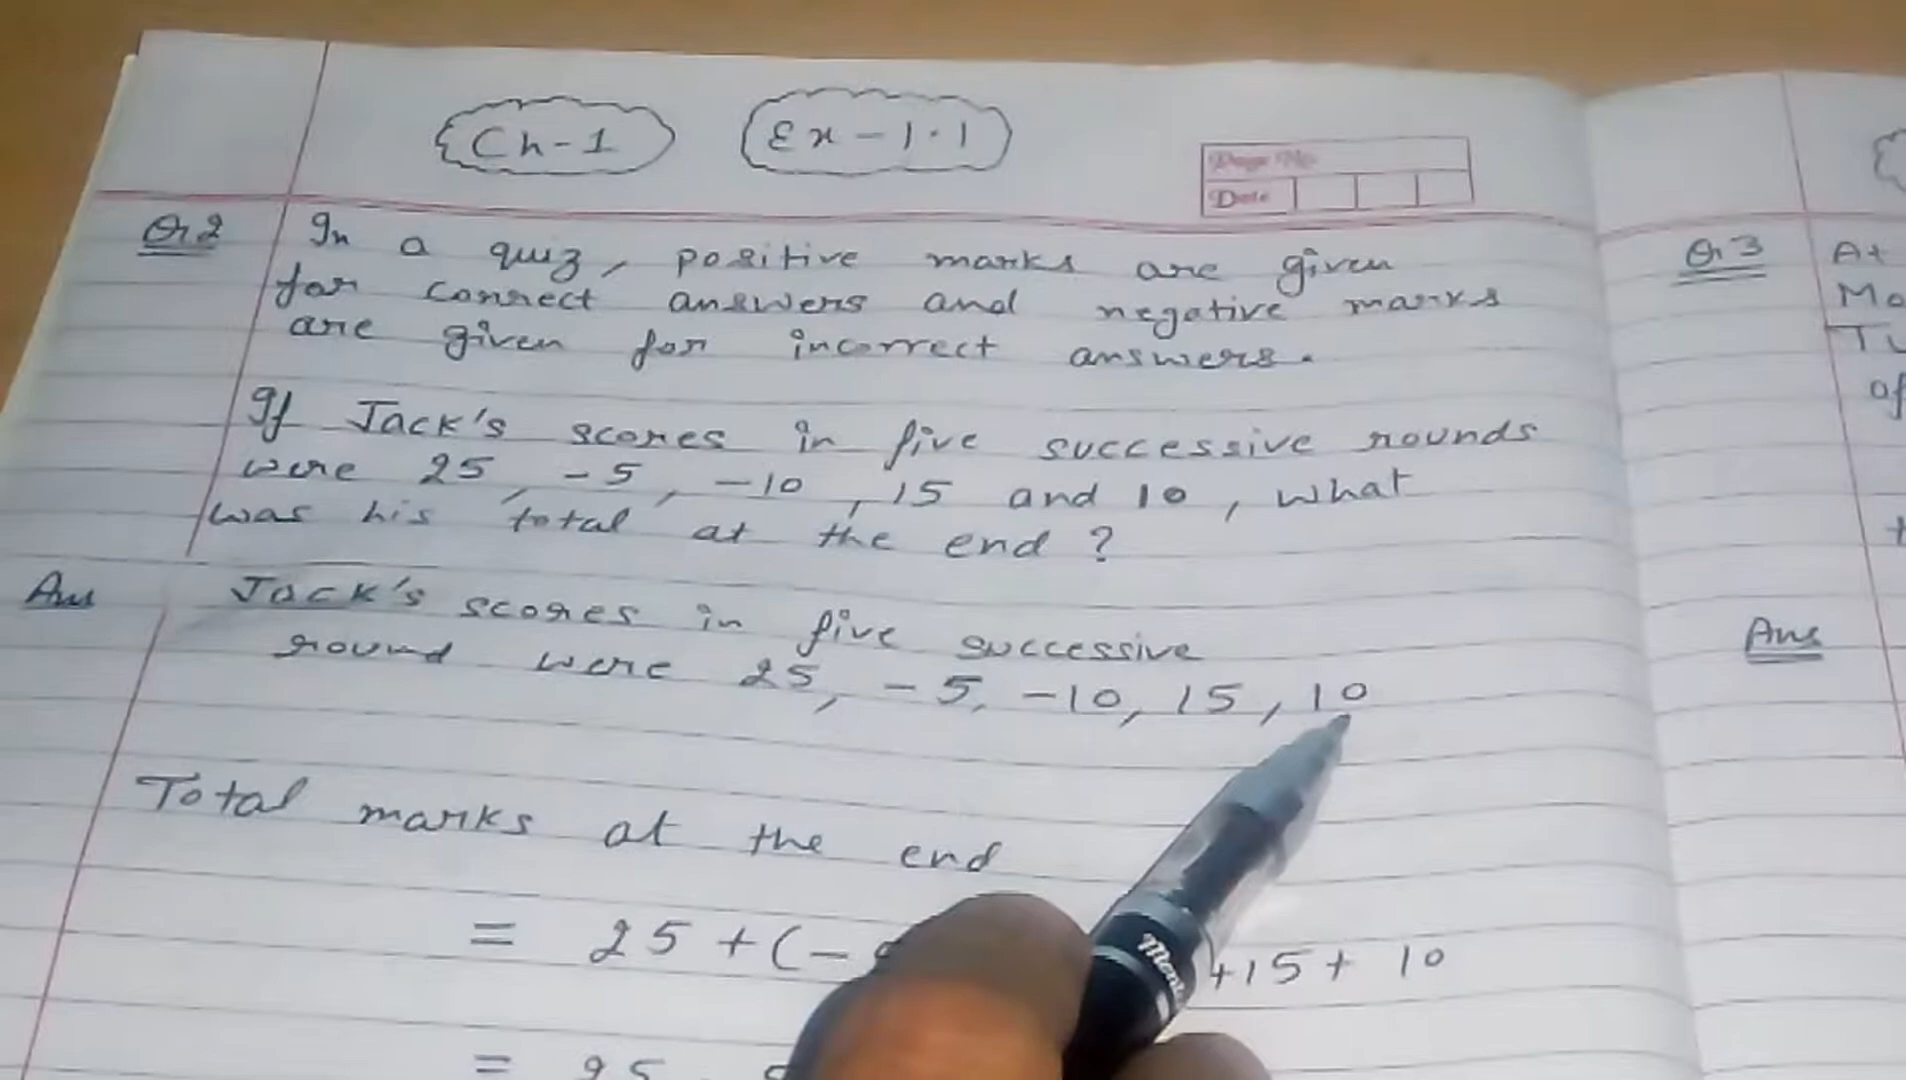 Ch-1 Ex-1.1
Page No.
Date
Q2 In a quiz, positive marks are given
for correct answers and negative marks
are given for incorrect answers.
If Jack's scores in five successive rounds
were 25, -5, -10, 15 and 10, what
was his total at the end?
Ans Jack's scores in five successive
round were 25, -5, -10, 15, 10
Total marks at the end
= 25 + (- +15+ 10
= 25
Q3 At
Ans